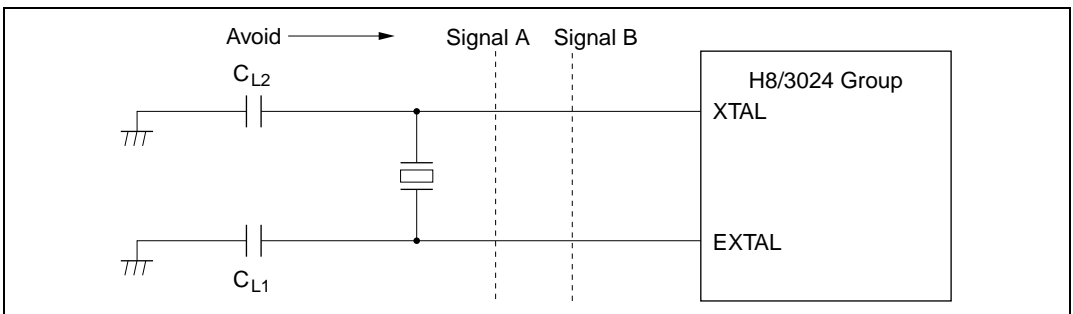 Avoid
Signal A
Signal B
CL2
H8/3024 Group
XTAL
EXTAL
CL1